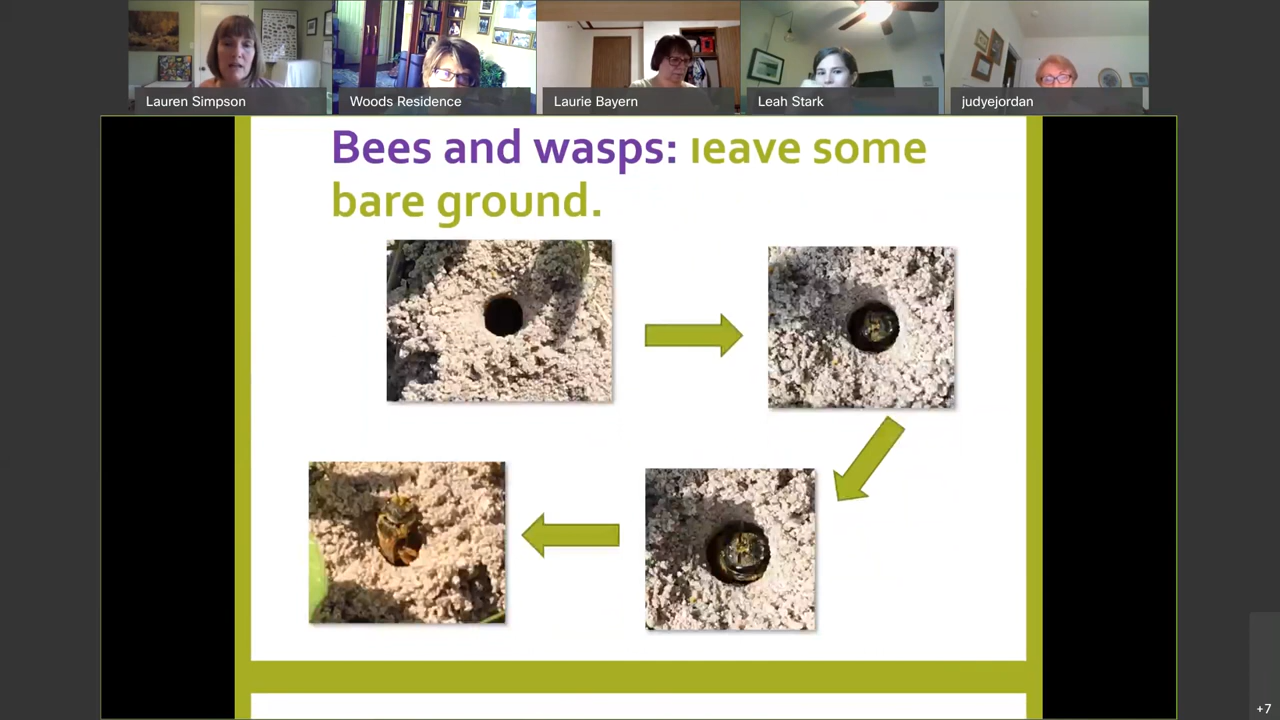 Lauren Simpson
Woods Residence
Laurie Bayern
Leah Stark
judyejordan
Bees and wasps: leave some
bare ground.
+7